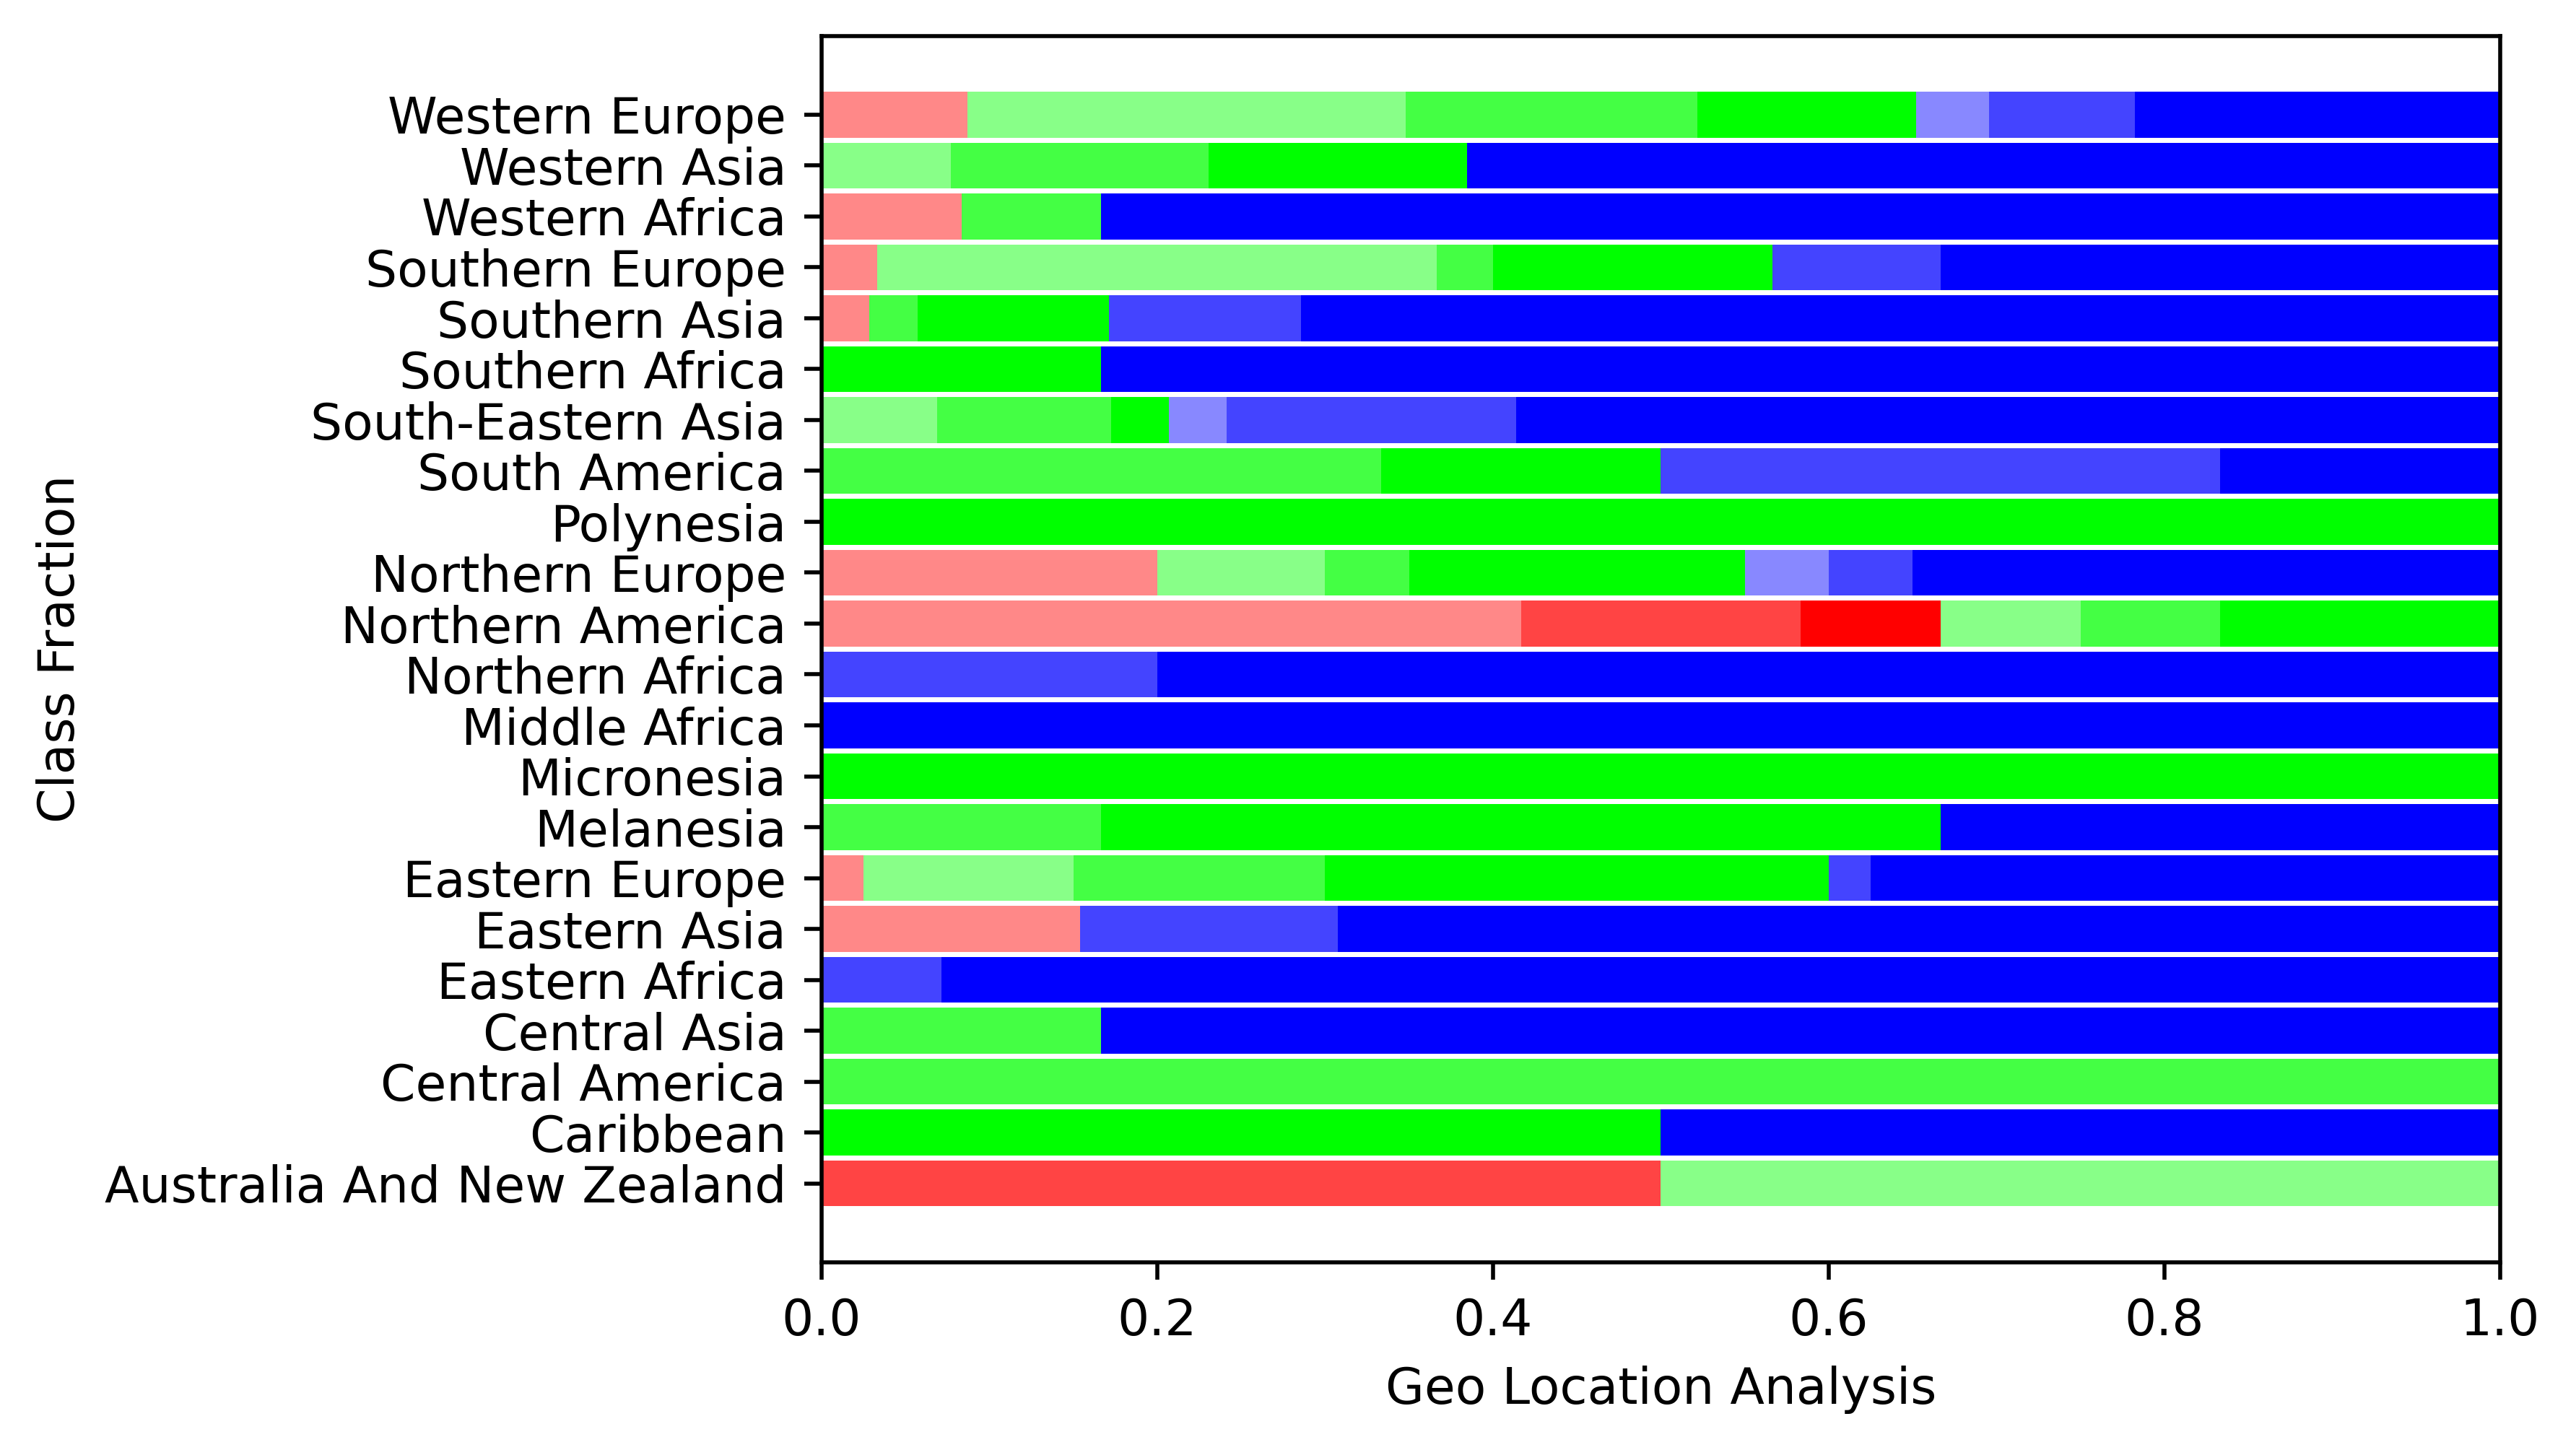 Class Fraction
Western Europe
Western Asia
Western Africa
Southern Europe
Southern Asia
Southern Africa
South-Eastern Asia
South America
Polynesia
Northern Europe
Northern America
Northern Africa
Middle Africa
Micronesia
Melanesia
Eastern Europe
Eastern Asia
Eastern Africa
Central Asia
Central America
Caribbean
Australia And New Zealand
0.0 0.2 0.4 0.6 0.8 1.0
Geo Location Analysis